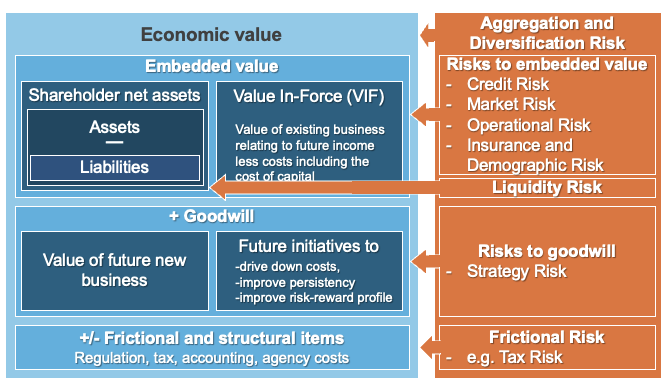 Economic value
Embedded value
Shareholder net assets
Assets
—
Liabilities
Value In-Force (VIF)
Value of existing business
relating to future income
less costs including the
cost of capital
+ Goodwill
Value of future new
business
Future initiatives to
-drive down costs,
-improve persistency
-improve risk-reward profile
+/- Frictional and structural items
Regulation, tax, accounting, agency costs
Aggregation and
Diversification Risk
Risks to embedded value
- Credit Risk
- Market Risk
- Operational Risk
- Insurance and
Demographic Risk
Liquidity Risk
Risks to goodwill
- Strategy Risk
Frictional Risk
- e.g. Tax Risk